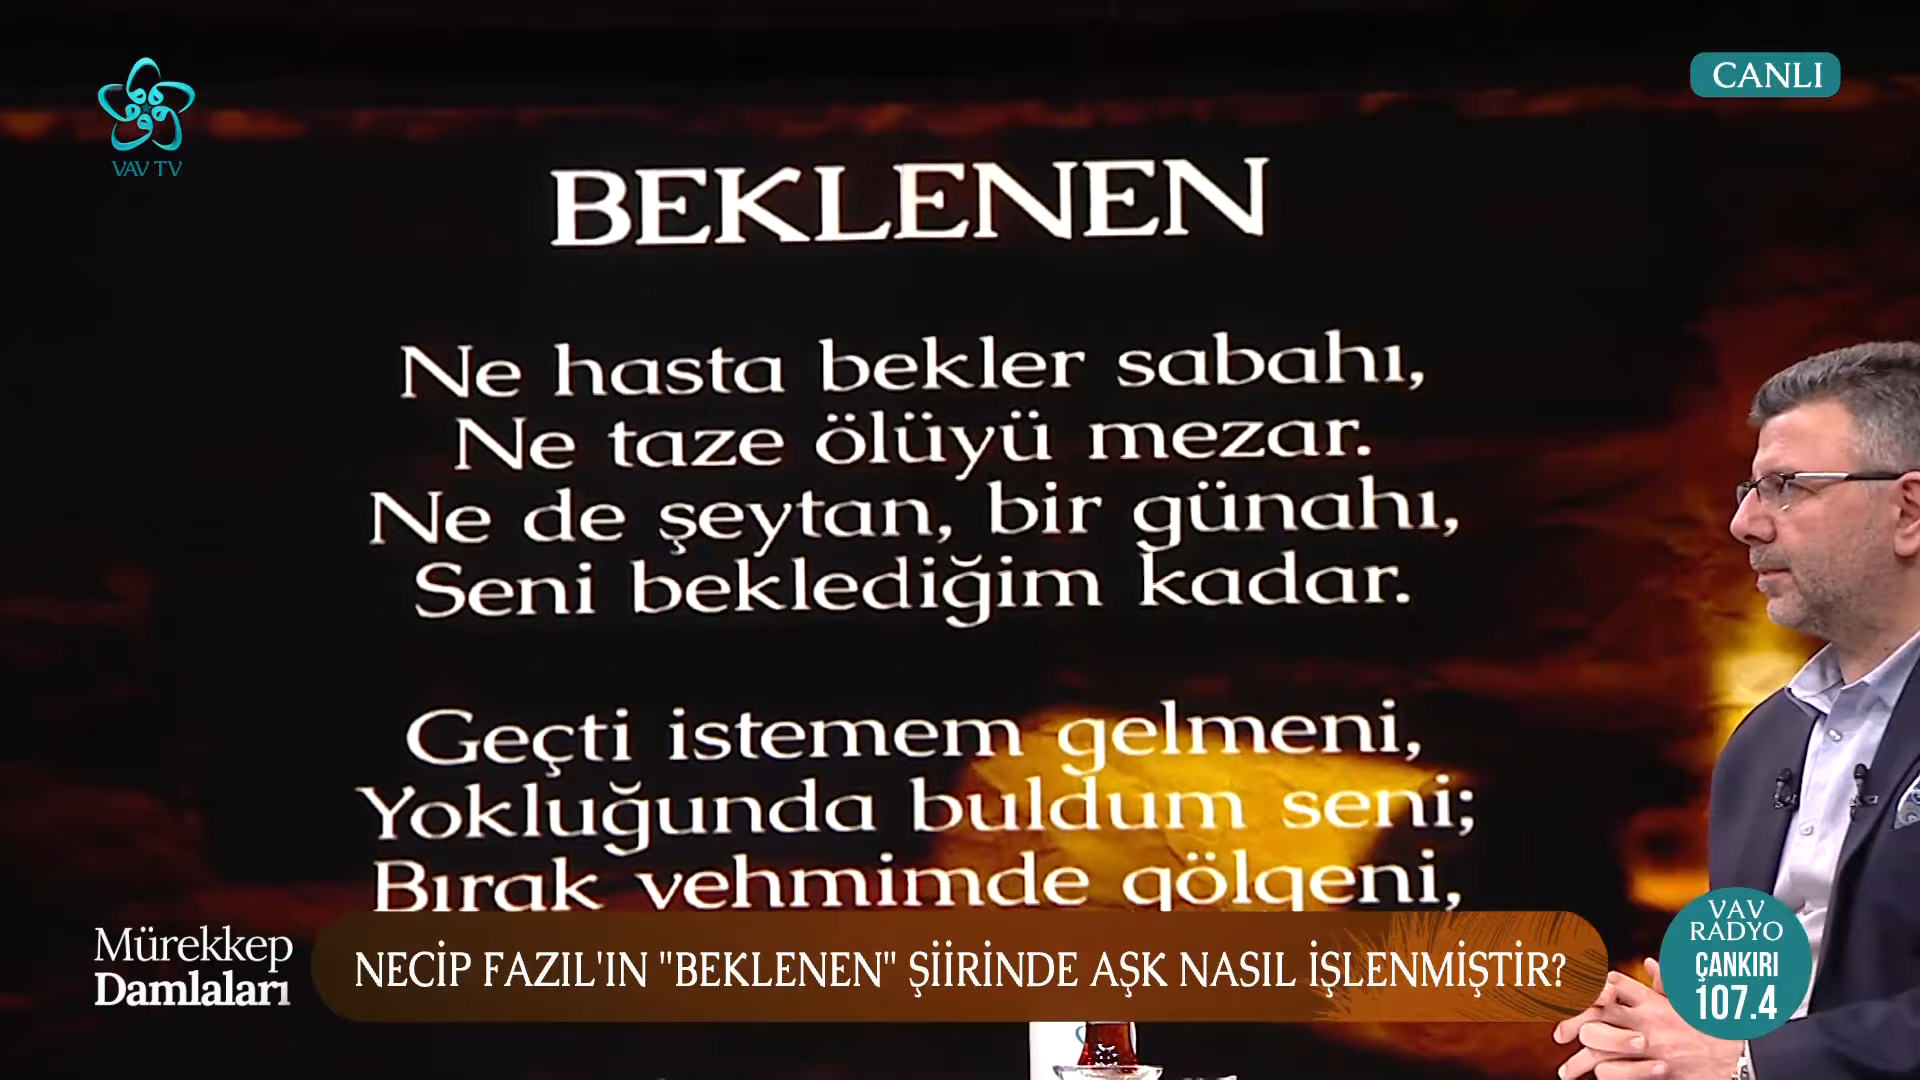 VAV TV
CANLI
BEKLENEN
Ne hasta bekler sabahı,
Ne taze ölüyü mezar.
Ne de şeytan, bir günahı,
Seni beklediğim kadar.
Geçti istemem gelmeni,
Yokluğunda buldum seni;
Bırak vehmimde gölgeni,
Mürekkep
Damlaları
NECİP FAZIL'IN "BEKLENEN" ŞİİRİNDE AŞK NASIL İŞLENMİŞTİR?
VAV
RADYO
ÇANKIRI
107.4